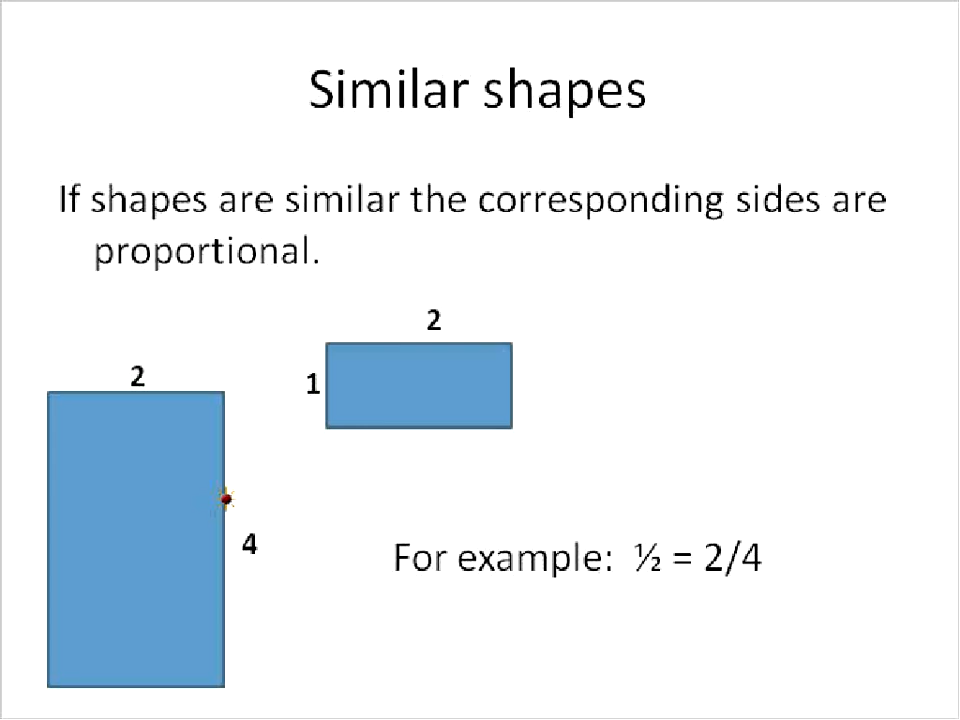 Similar shapes
If shapes are similar the corresponding sides are
proportional.
2
2
1
4
For example: ½ = 2/4